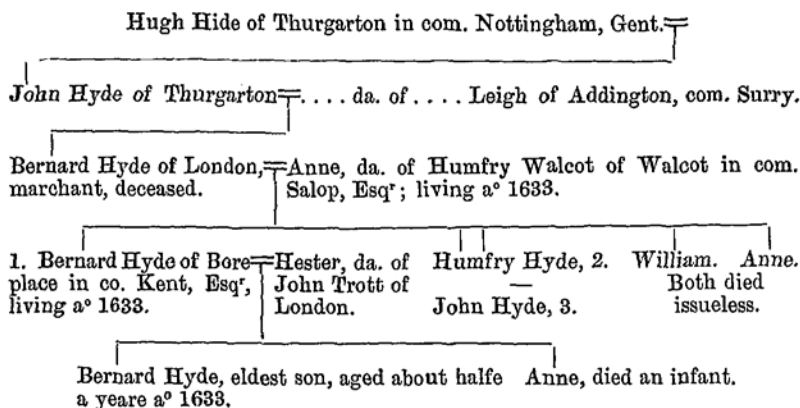 Hugh Hide of Thurgarton in com. Nottingham, Gent.
John Hyde of Thurgarton . . . . da. of . . . . Leigh of Addington, com. Surry.
Bernard Hyde of London, Anne, da. of Humfry Walcot of Walcot in com.
marchant, deceased. Salop, Esqʳ; living aᵒ 1633.
1. Bernard Hyde of Bore Hester, da. of Humfry Hyde, 2. William. Anne.
place in co. Kent, Esqʳ, John Trott of — Both died
living aᵒ 1633. London. John Hyde, 3. issueless.
Bernard Hyde, eldest son, aged about halfe Anne, died an infant.
a yeare aᵒ 1633.